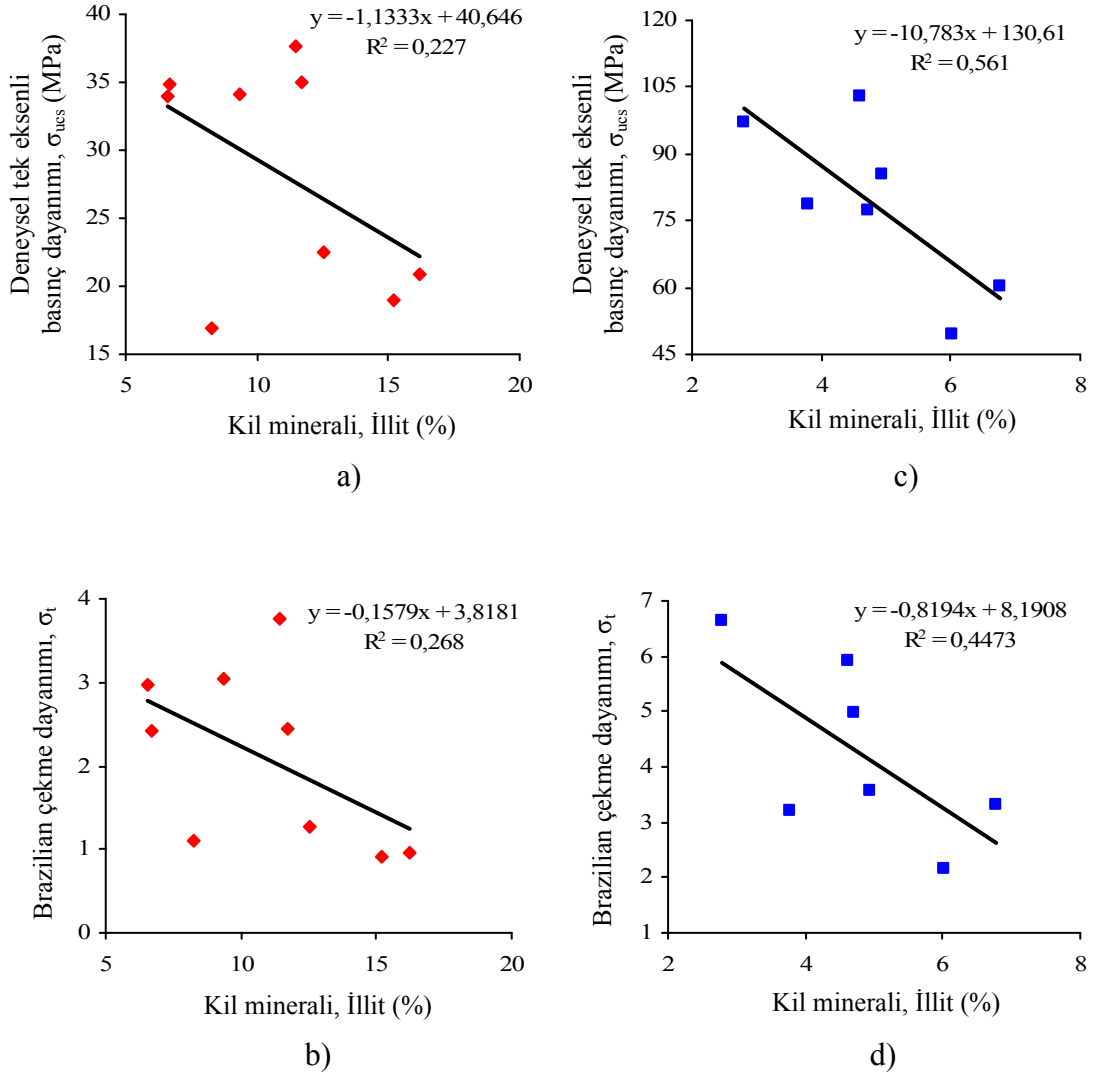 y = -1,1333x + 40,646
R² = 0,227
40
35
30
25
20
15
5
10
15
20
Deneysel tek eksenli
basınç dayanımı, σucs (MPa)
Kil minerali, İllit (%)
a)
y = -10,783x + 130,61
R² = 0,561
120
105
90
75
60
45
2
4
6
8
Deneysel tek eksenli
basınç dayanımı, σucs (MPa)
Kil minerali, İllit (%)
c)
y = -0,1579x + 3,8181
R² = 0,268
4
3
2
1
0
5
10
15
20
Brazilian çekme dayanımı, σt
Kil minerali, İllit (%)
b)
y = -0,8194x + 8,1908
R² = 0,4473
7
6
5
4
3
2
1
2
4
6
8
Brazilian çekme dayanımı, σt
Kil minerali, İllit (%)
d)